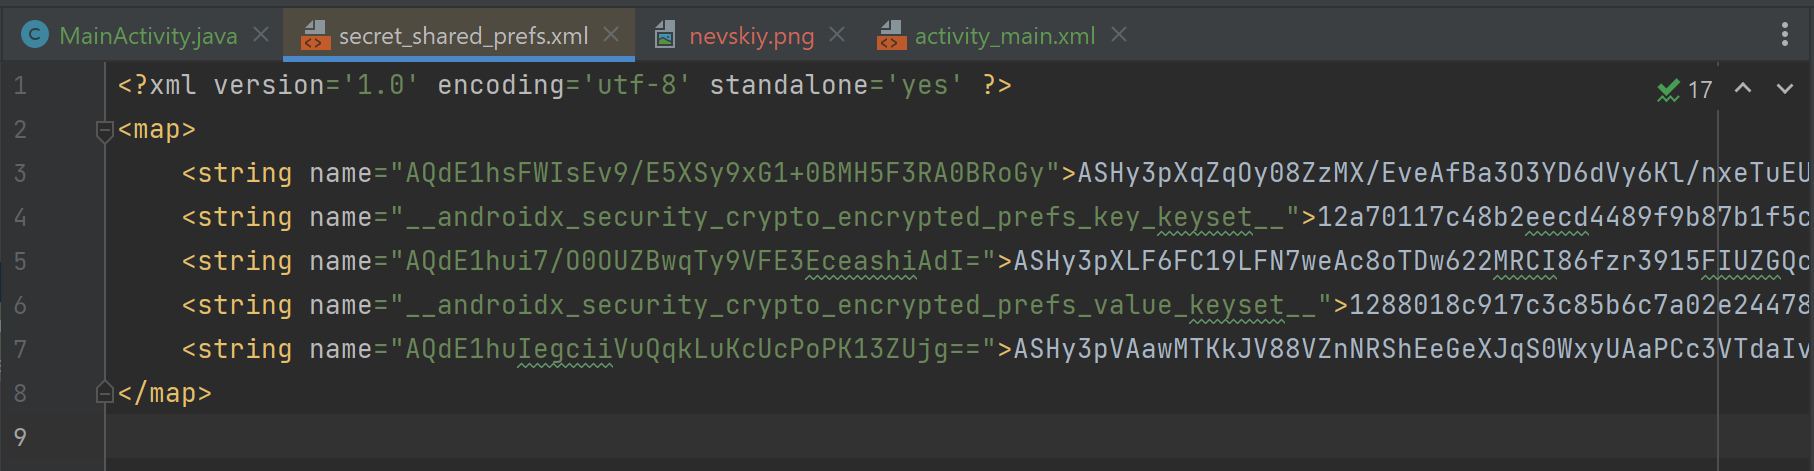 MainActivity.java secret_shared_prefs.xml nevskiy.png activity_main.xml
1 <?xml version='1.0' encoding='utf-8' standalone='yes' ?> 17
2 <map>
3 <string name="AQdE1hsFWIsEv9/E5XSy9xG1+0BMH5F3RA0BRoGy">ASHy3pXqZqOy08ZzMX/EveAfBa3O3YD6dVy6Kl/nxeTuEU
4 <string name="__androidx_security_crypto_encrypted_prefs_key_keyset__">12a70117c48b2eecd4489f9b87b1f5c
5 <string name="AQdE1hui7/O0OUZBwqTy9VFE3EceashiAdI=">ASHy3pXLF6FC19LFN7weAc8oTDw622MRCI86fzr3915FIUZGQc
6 <string name="__androidx_security_crypto_encrypted_prefs_value_keyset__">1288018c917c3c85b6c7a02e24478
7 <string name="AQdE1huIegciiVuQqkLuKcUcPoPK13ZUjg==">ASHy3pVAawMTKkJV88VZnNRShEeGeXJqS0WxyUAaPCc3VTdaIv
8 </map>
9